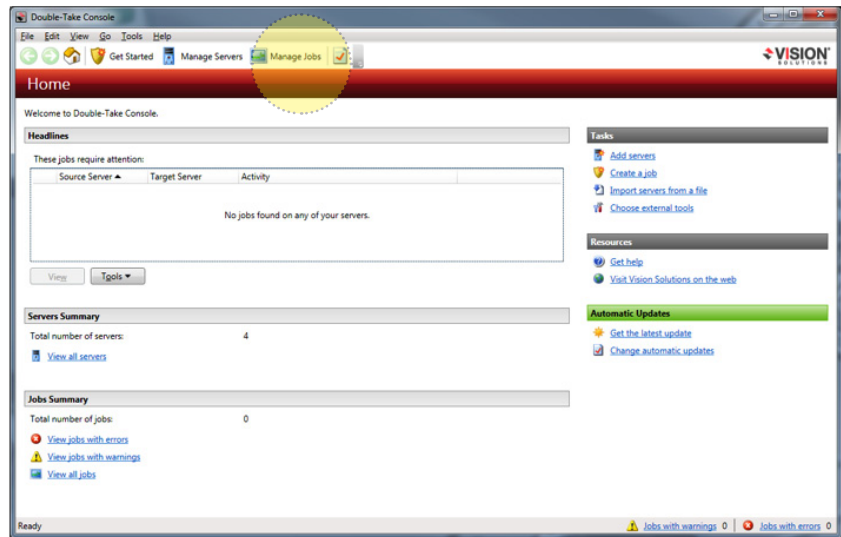 Double-Take Console
File Edit View Go Tools Help
Get Started Manage Servers Manage Jobs
VISION
SOLUTIONS
Home
Welcome to Double-Take Console.
Headlines
These jobs require attention:
Source Server Target Server Activity
No jobs found on any of your servers.
View Tools
Servers Summary
Total number of servers: 4
View all servers
Jobs Summary
Total number of jobs: 0
View jobs with errors
View jobs with warnings
View all jobs
Tasks
Add servers
Create a job
Import servers from a file
Choose external tools
Resources
Get help
Visit Vision Solutions on the web
Automatic Updates
Get the latest update
Change automatic updates
Ready Jobs with warnings 0 Jobs with errors 0